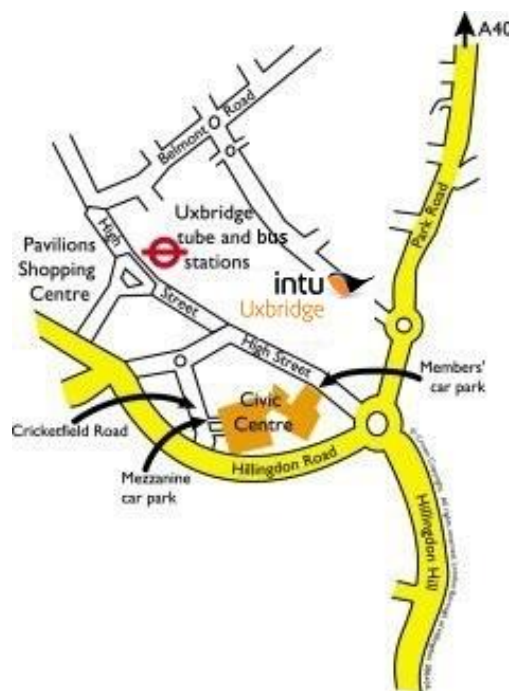 A40
Belmont Road
Park Road
High
Street
Uxbridge
tube and bus
stations
Pavilions
Shopping
Centre
intu
Uxbridge
High Street
Members'
car park
Civic
Centre
Cricketfield Road
Mezzanine
car park
Hillingdon Road
Hillingdon Hill